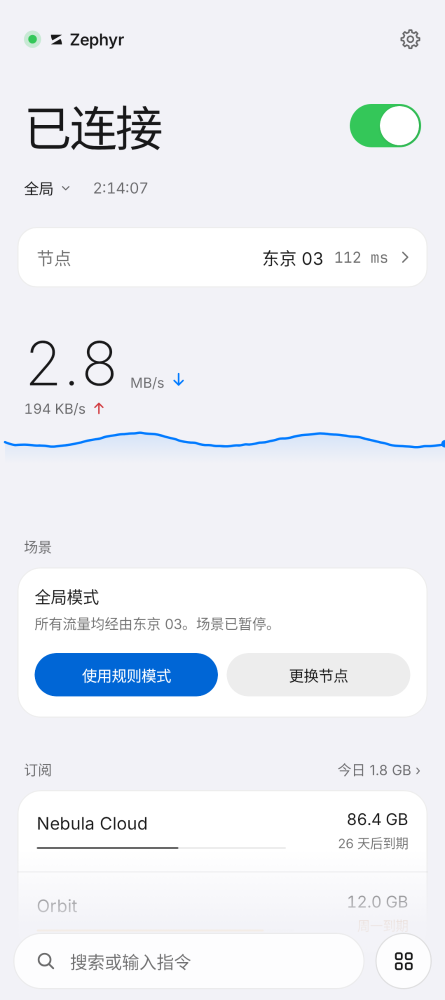 Zephyr
已连接
全局 2:14:07
节点 东京 03 112 ms
2.8 MB/s
194 KB/s
场景
全局模式
所有流量均经由东京 03。场景已暂停。
使用规则模式 更换节点
订阅 今日 1.8 GB
Nebula Cloud 86.4 GB
26 天后到期
Orbit 12.0 GB
周一到期
搜索或输入指令